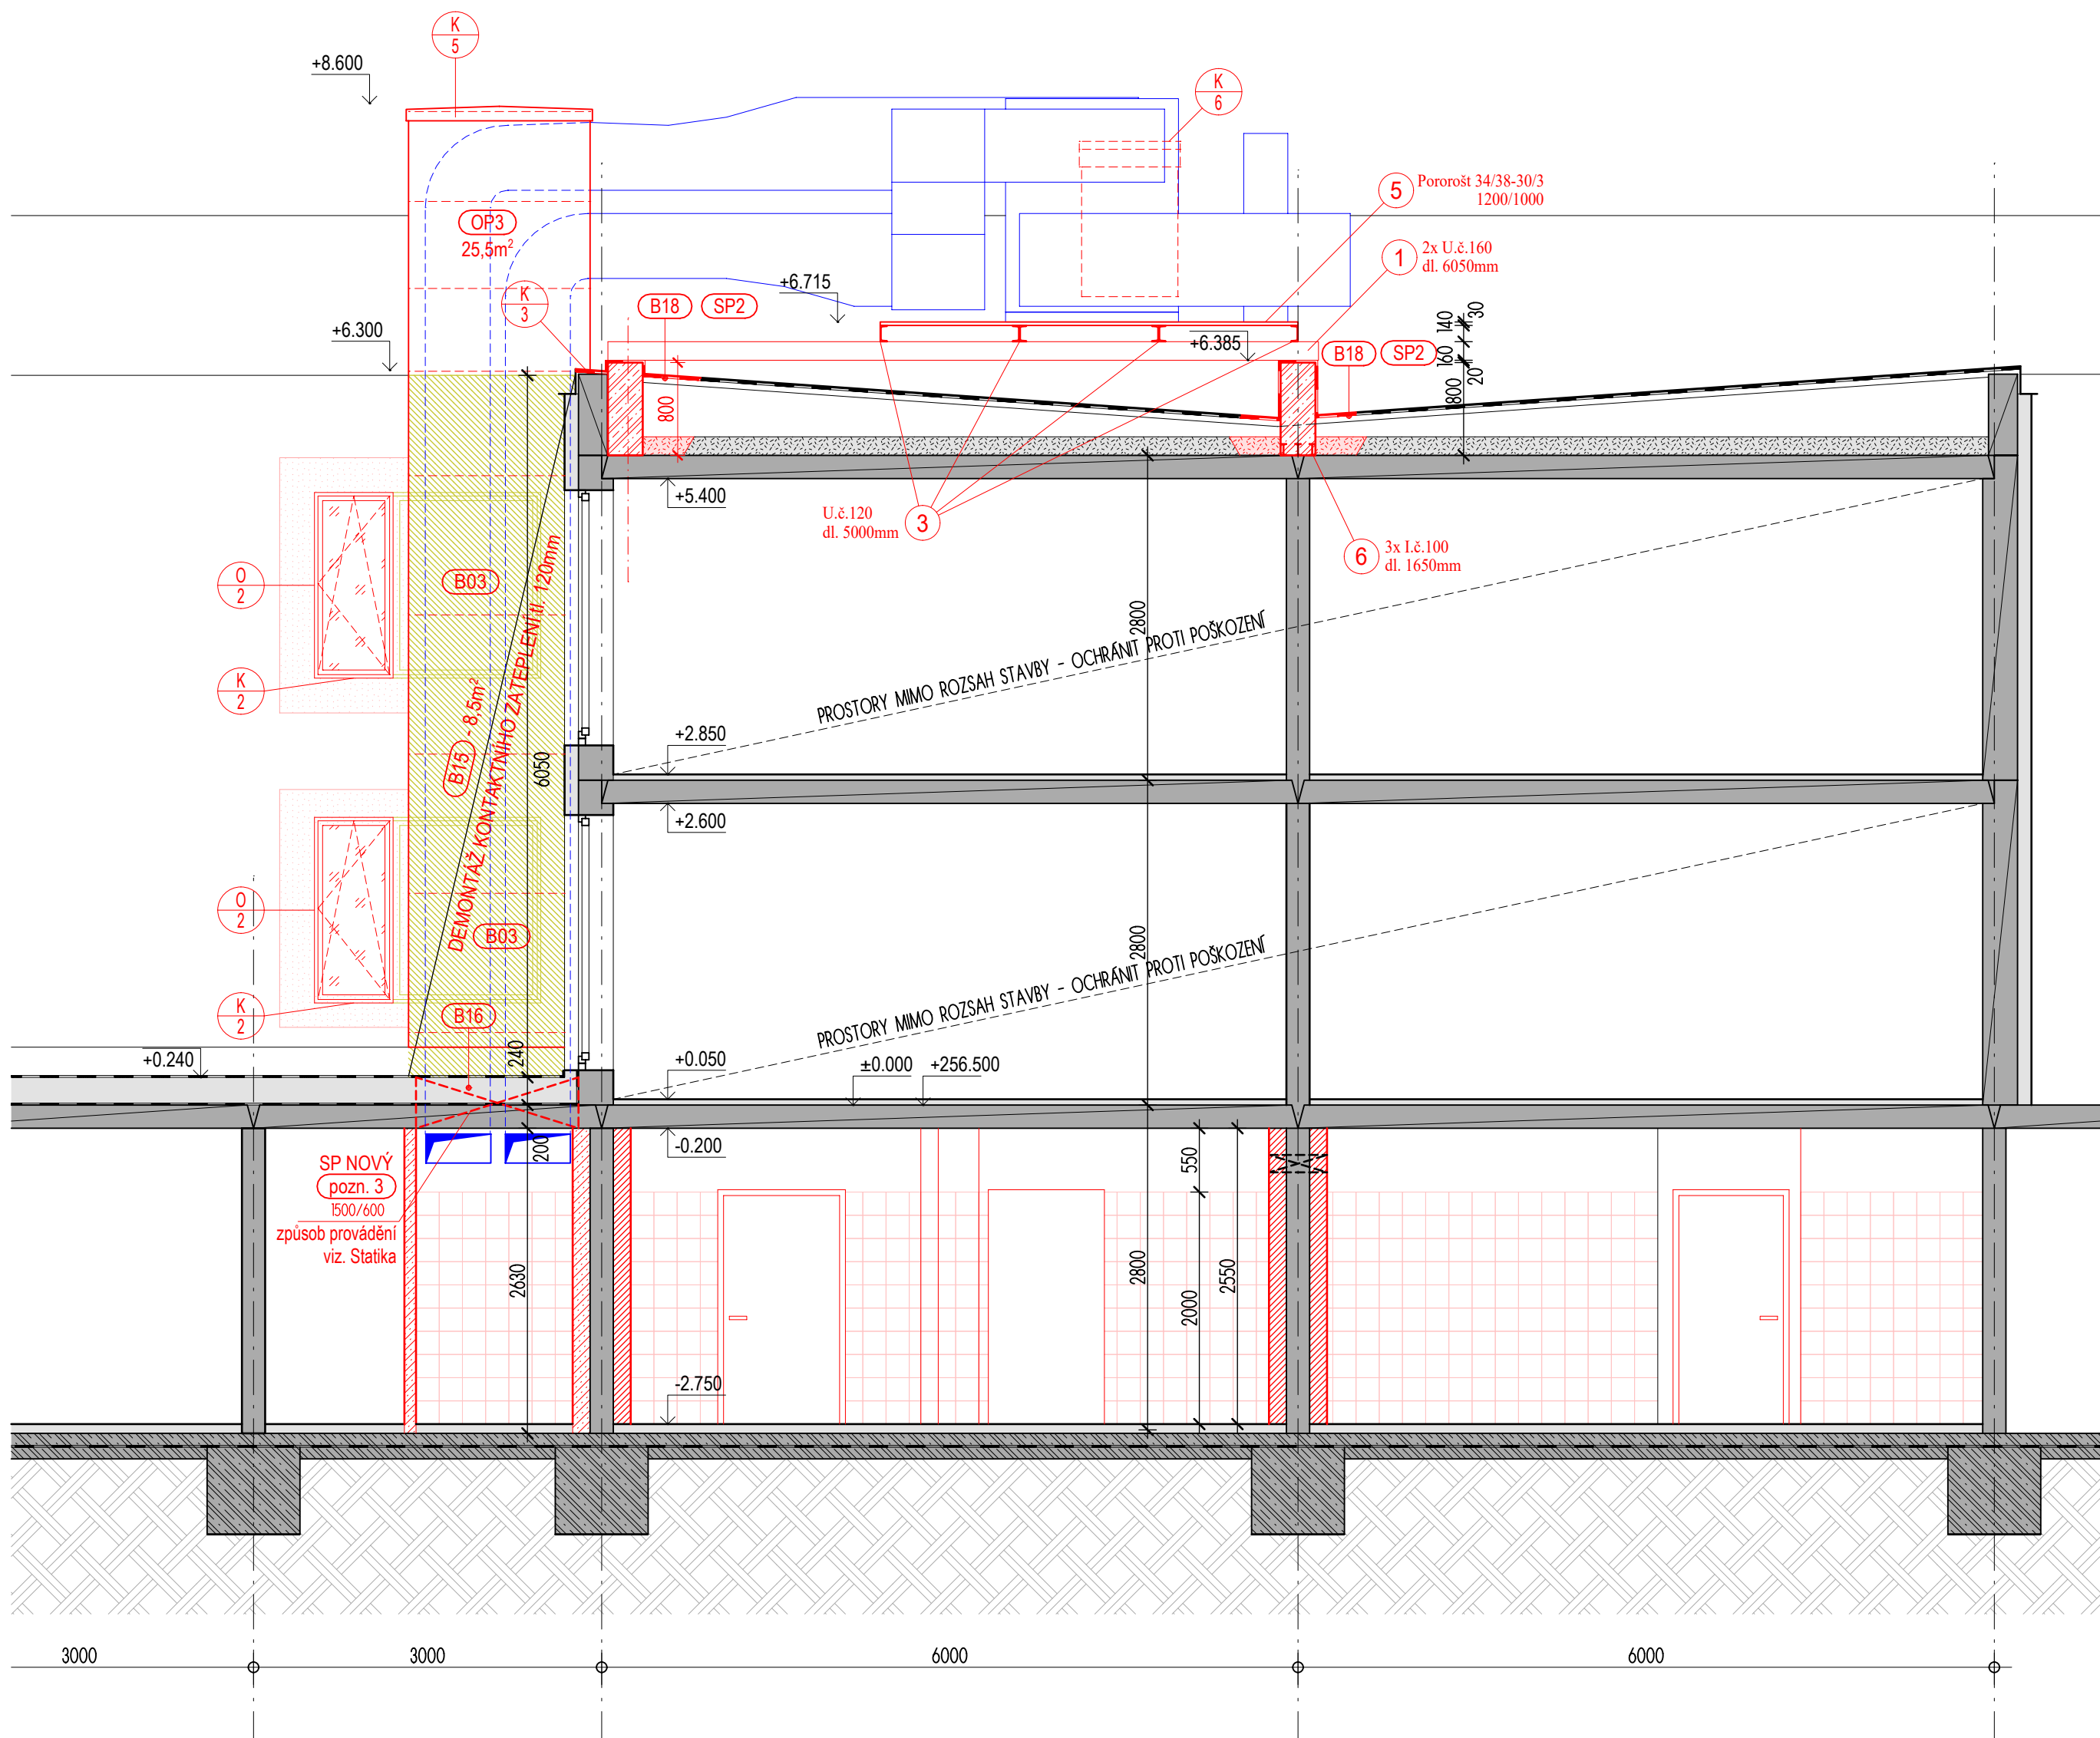 K
5
+8.600
K
6
5
Pororošt 34/38-30/3
1200/1000
OP3
25,5m²
1
2x U.č.160
dl. 6050mm
K
3
B18
SP2
+6.715
+6.300
+6.385
30
140
160
20
800
B18
SP2
800
+5.400
U.č.120
dl. 5000mm
3
6
3x I.č.100
dl. 1650mm
O
2
B03
K
2
B15 - 8,5m²
DEMONTÁŽ KONTAKTNÍHO ZATEPLENÍ tl. 120mm
6050
2800
PROSTORY MIMO ROZSAH STAVBY - OCHRÁNIT PROTI POŠKOZENÍ
+2.850
+2.600
O
2
B03
K
2
2800
PROSTORY MIMO ROZSAH STAVBY - OCHRÁNIT PROTI POŠKOZENÍ
B16
+0.240
240
+0.050
±0.000
+256.500
200
-0.200
SP NOVÝ
pozn. 3
1500/600
způsob provádění
viz. Statika
550
2630
2800
2000
2550
-2.750
3000
3000
6000
6000